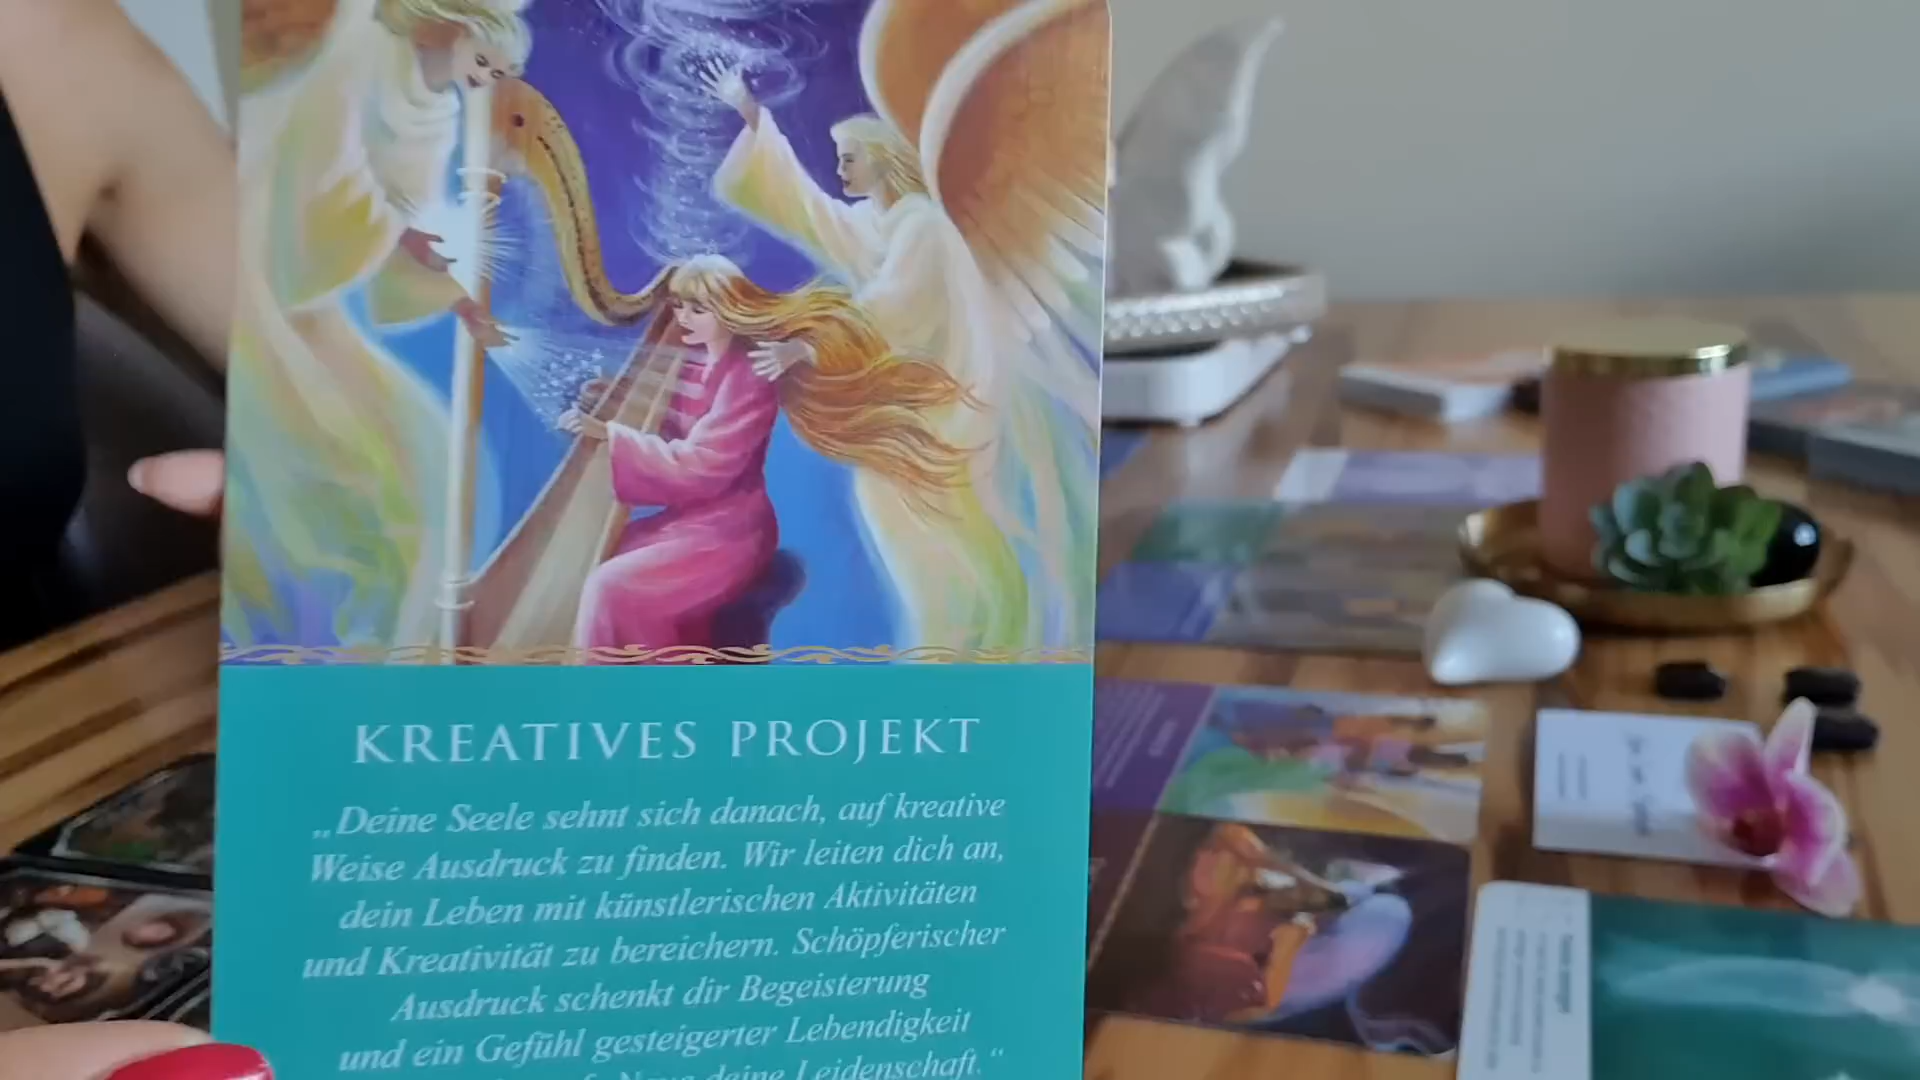 KREATIVES PROJEKT
„Deine Seele sehnt sich danach, auf kreative
Weise Ausdruck zu finden. Wir leiten dich an,
dein Leben mit künstlerischen Aktivitäten
und Kreativität zu bereichern. Schöpferischer
Ausdruck schenkt dir Begeisterung
und ein Gefühl gesteigerter Lebendigkeit
deine Leidenschaft.“